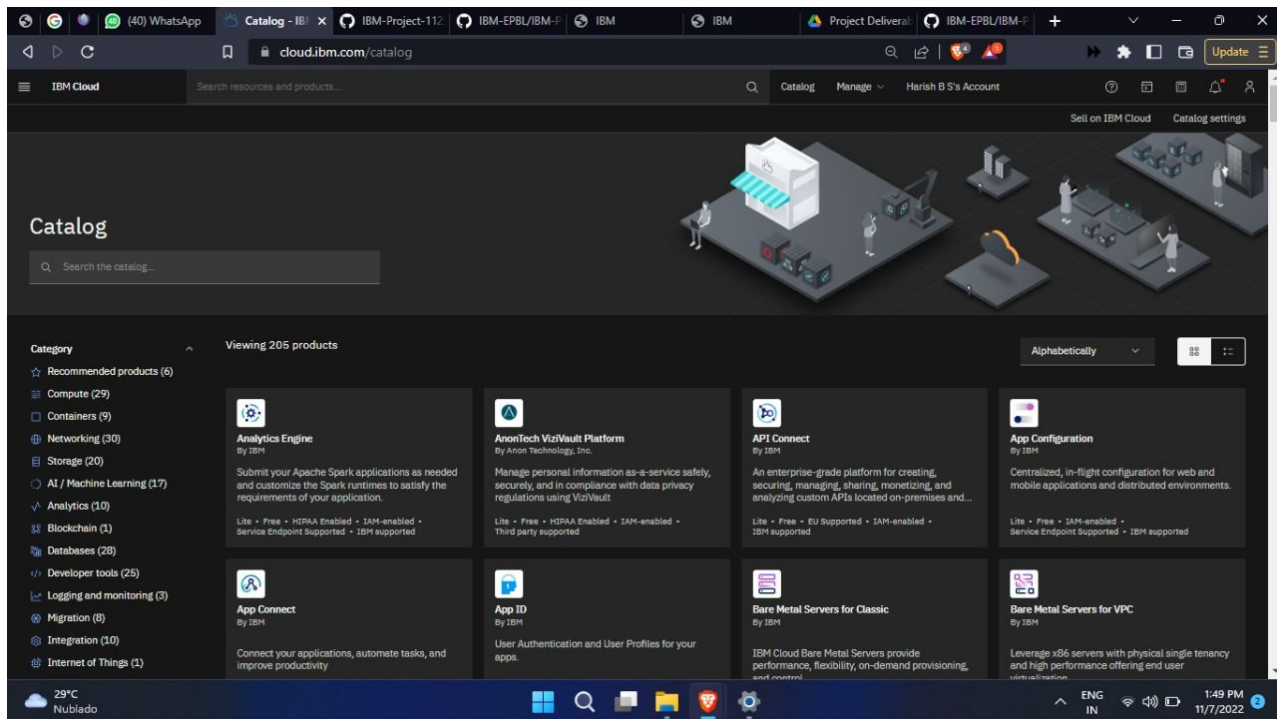 (40) WhatsApp
Catalog - IB
IBM-Project-112
IBM-EPBL/IBM-P
IBM
IBM
Project Deliverab
IBM-EPBL/IBM-P
cloud.ibm.com/catalog
Update
IBM Cloud
Search resources and products...
Catalog
Manage
Harish B S's Account
Sell on IBM Cloud
Catalog settings
Catalog
Search the catalog...
Category
Recommended products (6)
Compute (29)
Containers (9)
Networking (30)
Storage (20)
AI / Machine Learning (17)
Analytics (10)
Blockchain (1)
Databases (28)
Developer tools (25)
Logging and monitoring (3)
Migration (8)
Integration (10)
Internet of Things (1)
Viewing 205 products
Alphabetically
Analytics Engine
By IBM
Submit your Apache Spark applications as needed
and customize the Spark runtimes to satisfy the
requirements of your application.
Lite • Free • HIPAA Enabled • IAM-enabled •
Service Endpoint Supported • IBM supported
AnonTech ViziVault Platform
By Anon Technology, Inc.
Manage personal information as-a-service safely,
securely, and in compliance with data privacy
regulations using ViziVault
Lite • Free • HIPAA Enabled • IAM-enabled •
Third party supported
API Connect
By IBM
An enterprise-grade platform for creating,
securing, managing, sharing, monetizing, and
analyzing custom APIs located on-premises and...
Lite • Free • EU Supported • IAM-enabled •
IBM supported
App Configuration
By IBM
Centralized, in-flight configuration for web and
mobile applications and distributed environments.
Lite • Free • IAM-enabled •
Service Endpoint Supported • IBM supported
App Connect
By IBM
Connect your applications, automate tasks, and
improve productivity
App ID
By IBM
User Authentication and User Profiles for your
apps.
Bare Metal Servers for Classic
By IBM
IBM Cloud Bare Metal Servers provide
performance, flexibility, on-demand provisioning,
and control
Bare Metal Servers for VPC
By IBM
Leverage x86 servers with physical single tenancy
and high performance offering end user
virtualization
29°C
Nublado
ENG
IN
1:49 PM
11/7/2022
2